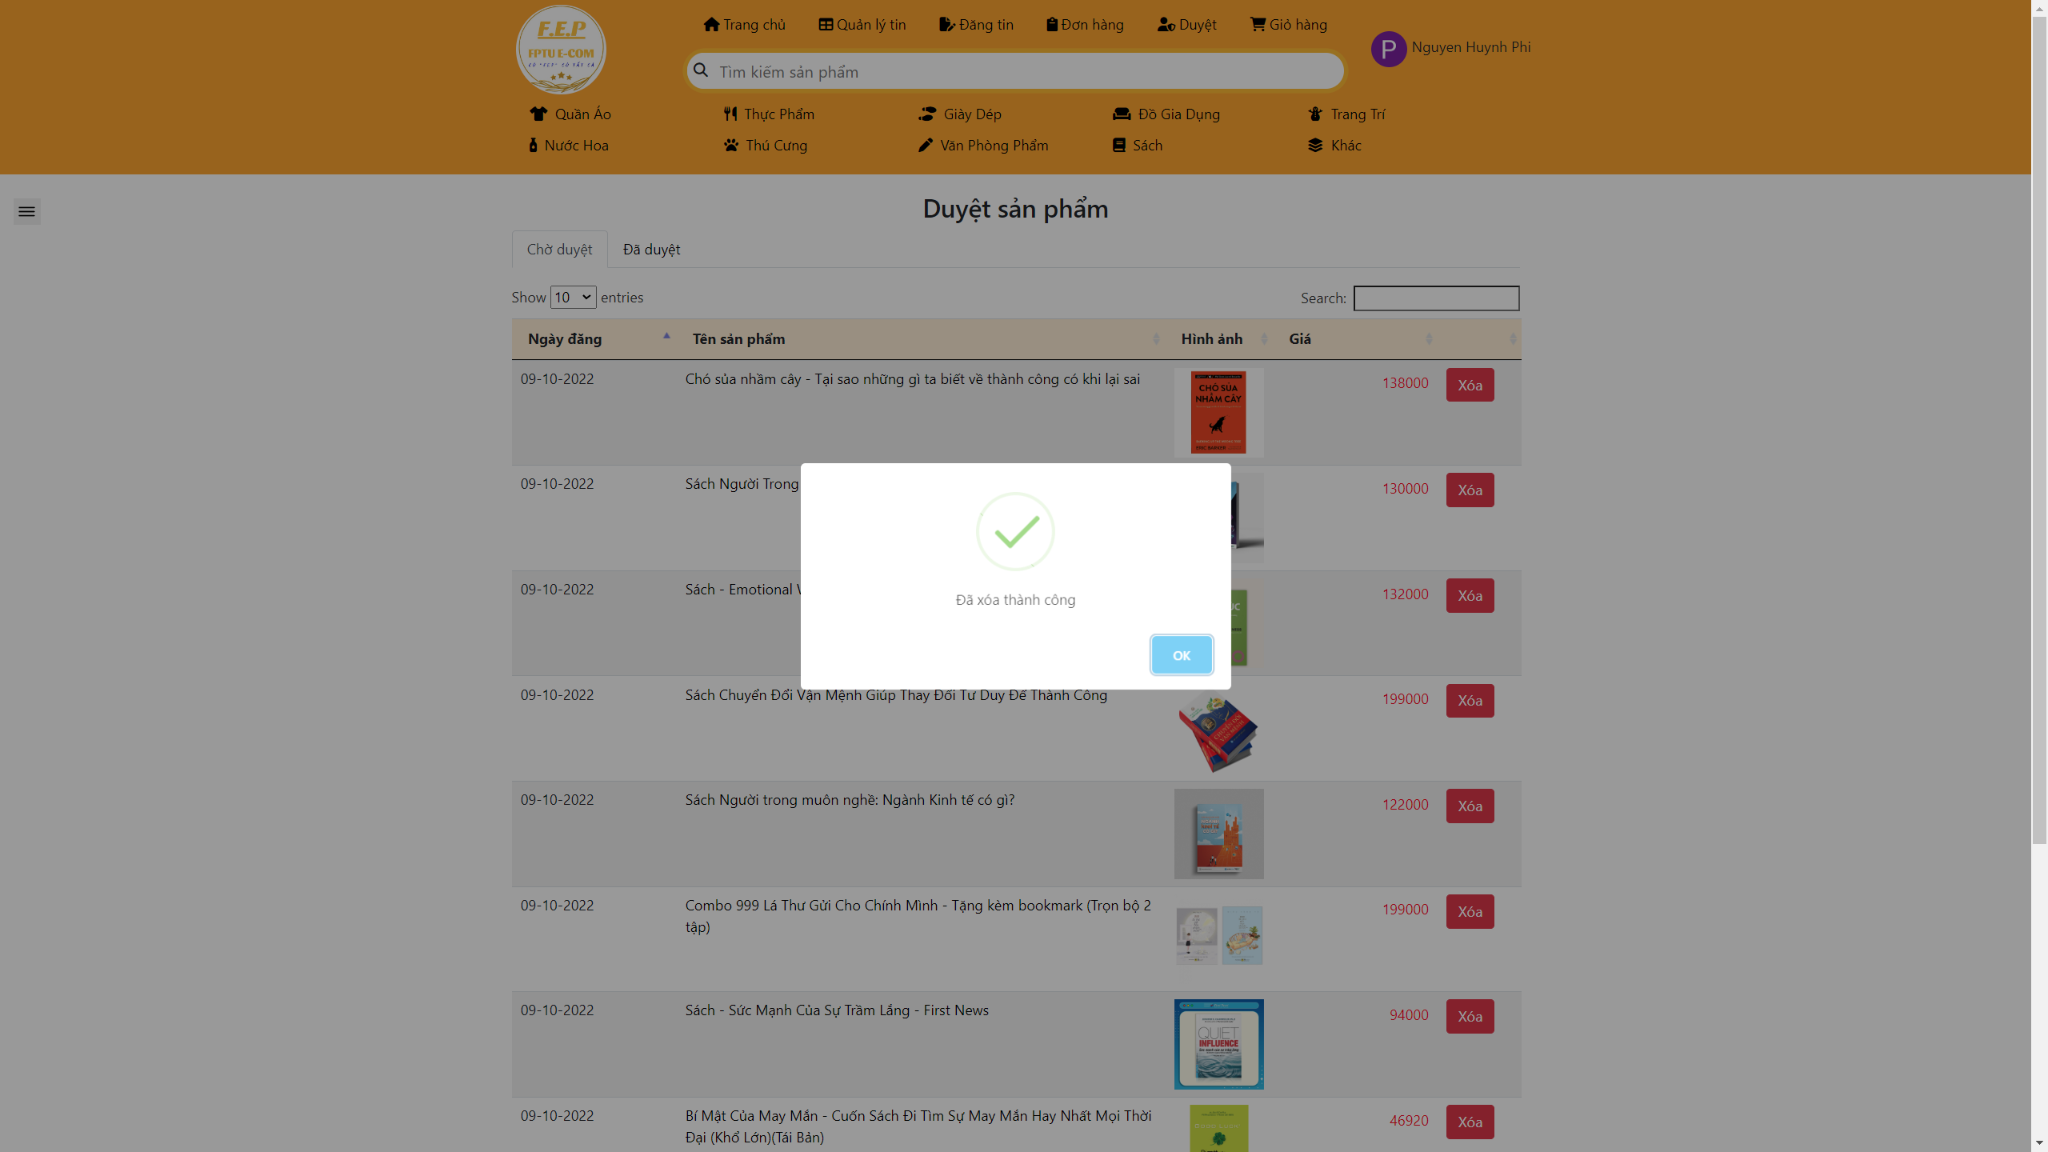 F.E.P
FPTU E-COM
Trang chủ
Quản lý tin
Đăng tin
Đơn hàng
Duyệt
Giỏ hàng
Tìm kiếm sản phẩm
P
Nguyen Huynh Phi
Quần Áo
Thực Phẩm
Giày Dép
Đồ Gia Dụng
Trang Trí
Nước Hoa
Thú Cưng
Văn Phòng Phẩm
Sách
Khác
Duyệt sản phẩm
Chờ duyệt
Đã duyệt
Show 10 entries
Search:
Ngày đăng
Tên sản phẩm
Hình ảnh
Giá
09-10-2022
Chó sủa nhầm cây - Tại sao những gì ta biết về thành công có khi lại sai
CHÓ SỦA
NHẦM CÂY
138000
Xóa
09-10-2022
Sách Người Trong
130000
Xóa
09-10-2022
Sách - Emotional
132000
Xóa
Đã xóa thành công
OK
09-10-2022
Sách Chuyển Đổi Vận Mệnh Giúp Thay Đổi Tư Duy Để Thành Công
199000
Xóa
09-10-2022
Sách Người trong muôn nghề: Ngành Kinh tế có gì?
122000
Xóa
09-10-2022
Combo 999 Lá Thư Gửi Cho Chính Mình - Tặng kèm bookmark (Trọn bộ 2
tập)
199000
Xóa
09-10-2022
Sách - Sức Mạnh Của Sự Trầm Lắng - First News
QUIET
INFLUENCE
94000
Xóa
09-10-2022
Bí Mật Của May Mắn - Cuốn Sách Đi Tìm Sự May Mắn Hay Nhất Mọi Thời
Đại (Khổ Lớn)(Tái Bản)
46920
Xóa